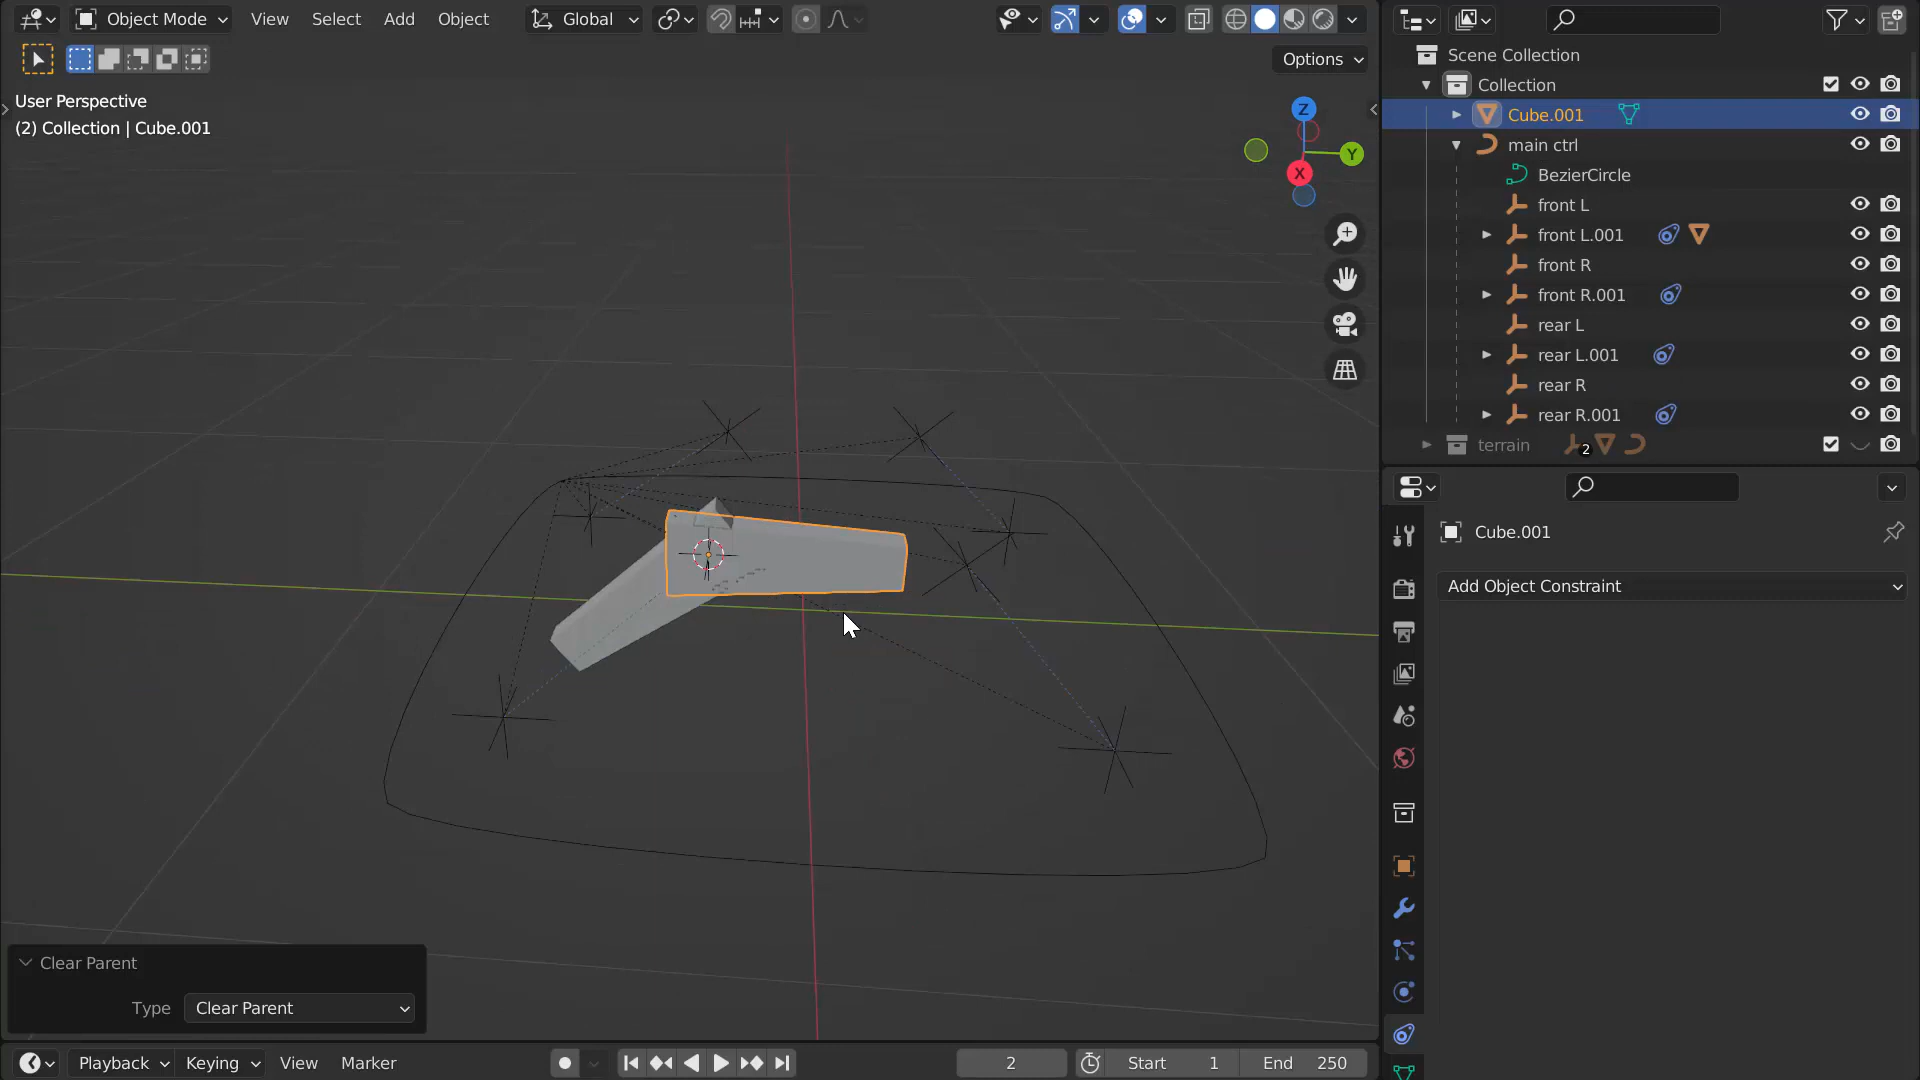 Object Mode
View
Select
Add
Object
Global
Options
User Perspective
(2) Collection | Cube.001
Z
Y
X
Clear Parent
Type
Clear Parent
Playback
Keying
View
Marker
2
Start
1
End
250
Scene Collection
Collection
Cube.001
main ctrl
BezierCircle
front L
front L.001
front R
front R.001
rear L
rear L.001
rear R
rear R.001
terrain
2
Cube.001
Add Object Constraint